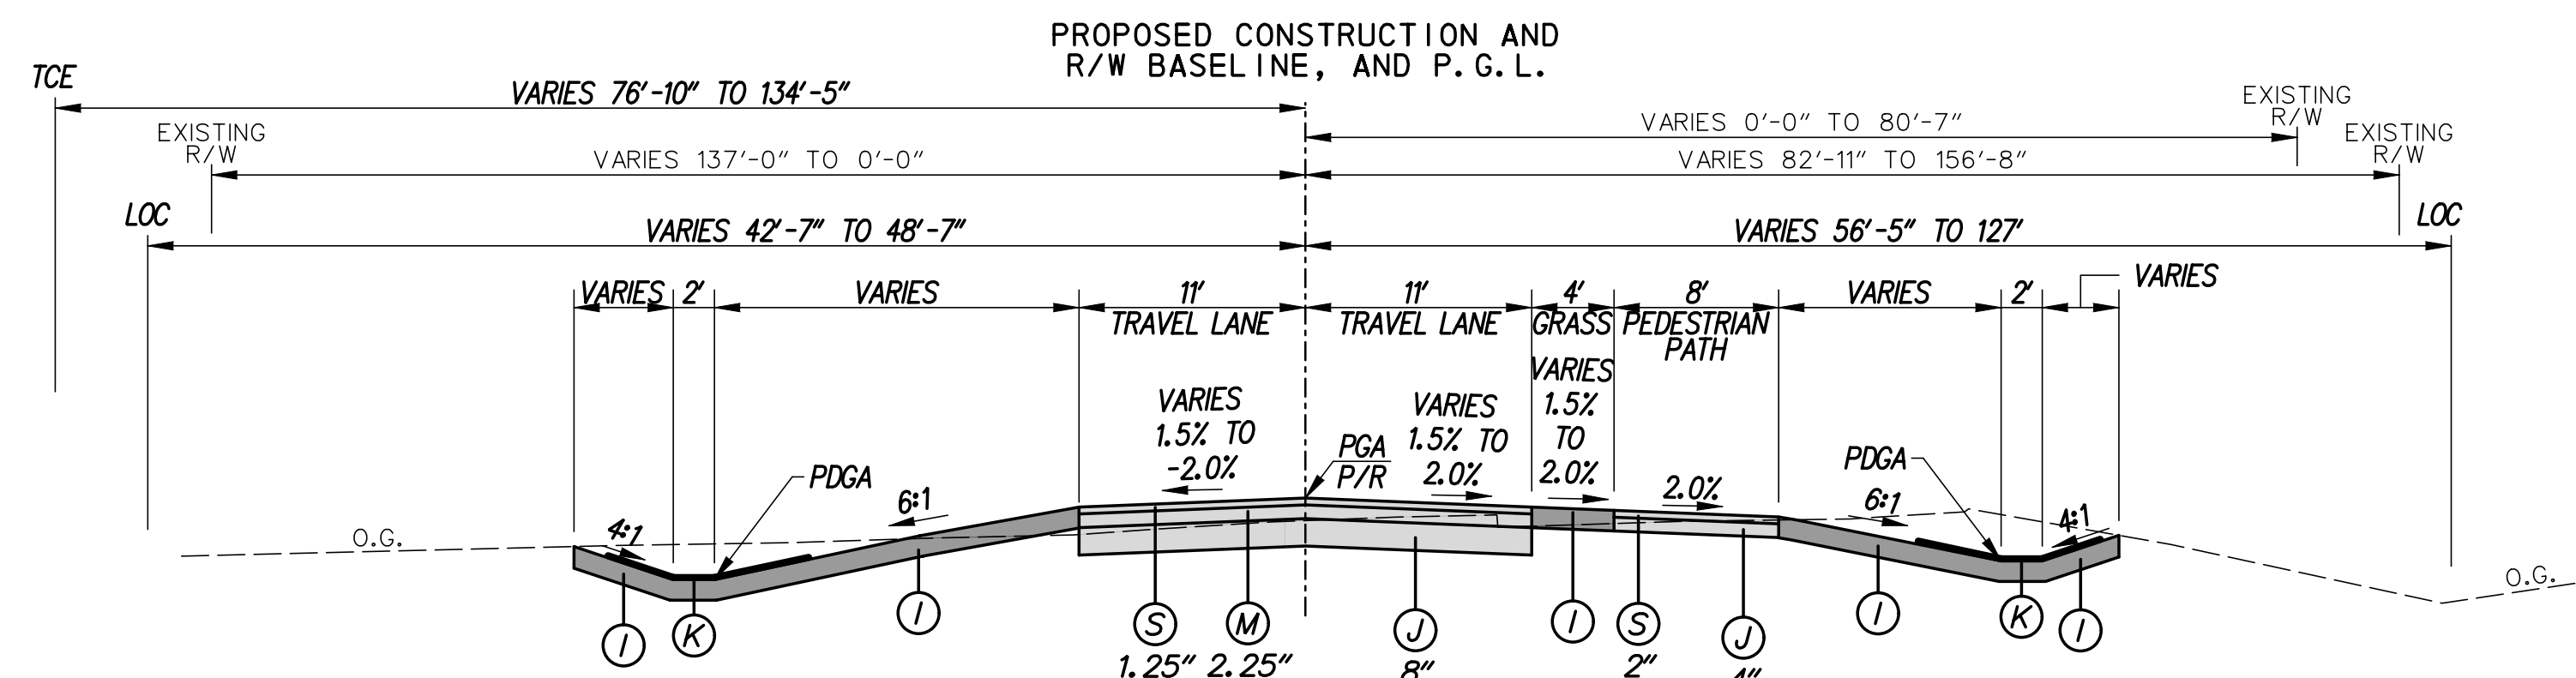 PROPOSED CONSTRUCTION AND
R/W BASELINE, AND P.G.L.
TCE
VARIES 76'-10" TO 134'-5"
EXISTING
R/W
VARIES 0'-0" TO 80'-7"
EXISTING
R/W
EXISTING
R/W
VARIES 137'-0" TO 0'-0"
VARIES 82'-11" TO 156'-8"
LOC
VARIES 42'-7" TO 48'-7"
VARIES 56'-5" TO 127'
LOC
VARIES
2'
VARIES
11'
TRAVEL LANE
11'
TRAVEL LANE
4'
GRASS
8'
PEDESTRIAN
PATH
VARIES
2'
VARIES
VARIES
1.5% TO
-2.0%
PGA
P/R
VARIES
1.5% TO
2.0%
VARIES
1.5%
TO
2.0%
2.0%
PDGA
6:1
4:1
O.G.
PDGA
6:1
4:1
O.G.
I
K
I
S
1.25"
M
2.25"
J
8"
I
S
2"
J
4"
I
K
I